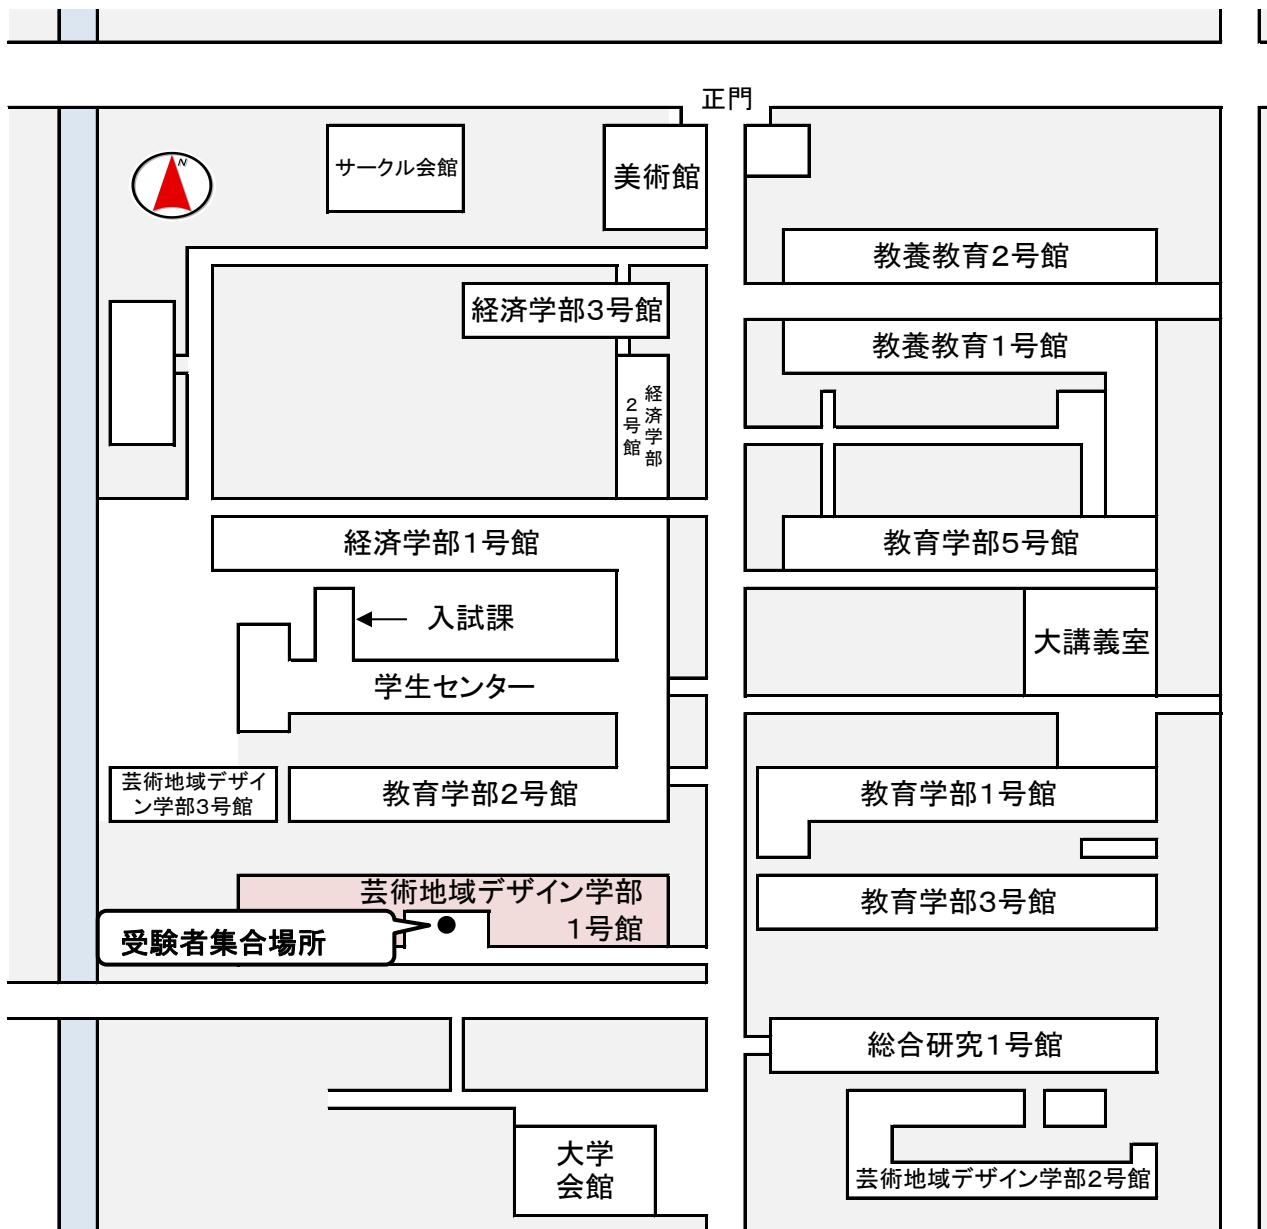 正門
N
サークル会館
美術館
教養教育2号館
経済学部3号館
教養教育1号館
経済学部
2号館
経済学部1号館
教育学部5号館
入試課
大講義室
学生センター
芸術地域デザイ
ン学部3号館
教育学部2号館
教育学部1号館
芸術地域デザイン学部
1号館
教育学部3号館
受験者集合場所
総合研究1号館
大学
会館
芸術地域デザイン学部2号館